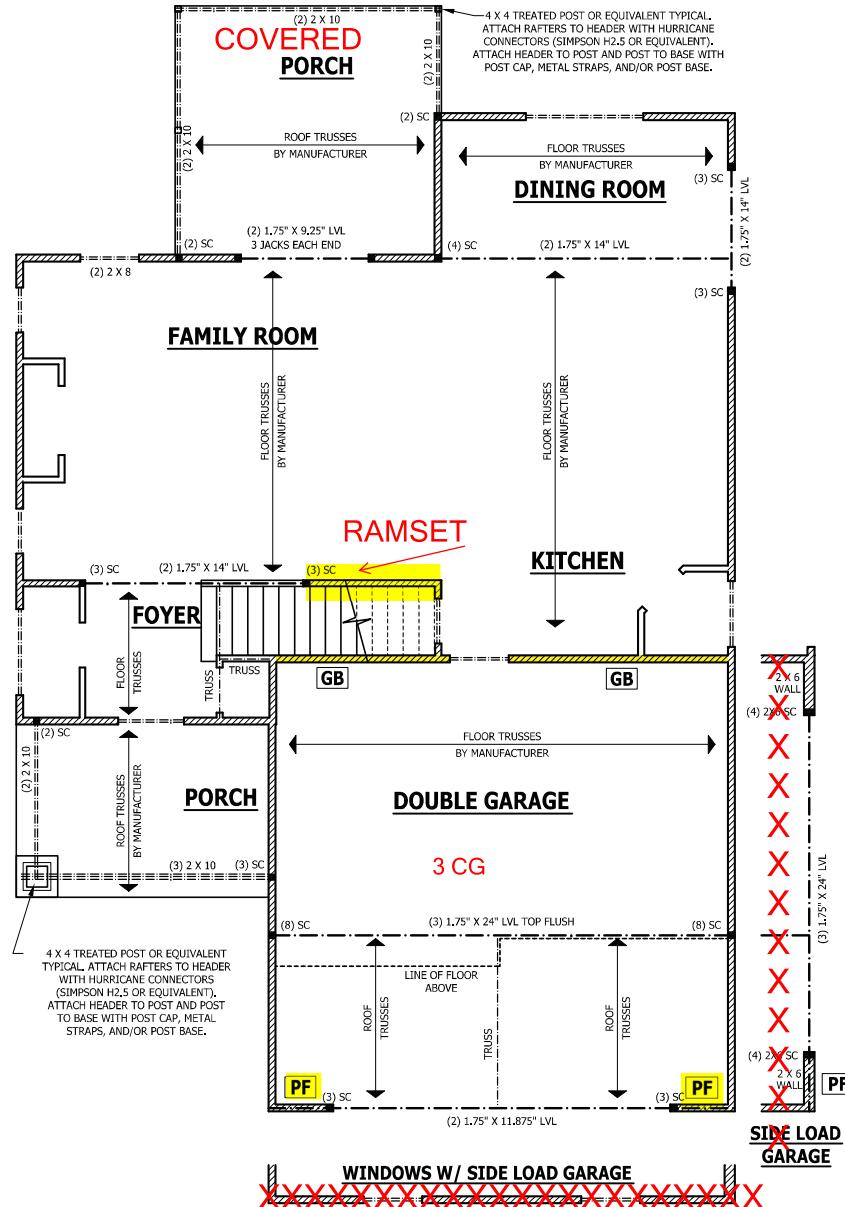 (2) 2 X 10
COVERED
PORCH
(2) 2 X 10
4 X 4 TREATED POST OR EQUIVALENT TYPICAL.
ATTACH RAFTERS TO HEADER WITH HURRICANE
CONNECTORS (SIMPSON H2.5 OR EQUIVALENT).
ATTACH HEADER TO POST AND POST TO BASE WITH
POST CAP, METAL STRAPS, AND/OR POST BASE.
(2) SC
(2) 2 X 10
ROOF TRUSSES
BY MANUFACTURER
FLOOR TRUSSES
BY MANUFACTURER
(3) SC
DINING ROOM
(2) 1.75" X 14" LVL
(2) SC
(2) 1.75" X 9.25" LVL
3 JACKS EACH END
(4) SC
(2) 1.75" X 14" LVL
(2) 2 X 8
(3) SC
FAMILY ROOM
FLOOR TRUSSES
BY MANUFACTURER
FLOOR TRUSSES
BY MANUFACTURER
RAMSET
KITCHEN
(3) SC
(2) 1.75" X 14" LVL
(3) SC
FOYER
FLOOR
TRUSSES
TRUSS
TRUSS
GB
GB
2 X 6
WALL
(4) 2X6 SC
(2) SC
(2) 2 X 10
ROOF TRUSSES
BY MANUFACTURER
FLOOR TRUSSES
BY MANUFACTURER
PORCH
DOUBLE GARAGE
3 CG
(3) 2 X 10
(3) SC
(3) 1.75" X 24" LVL
(8) SC
(3) 1.75" X 24" LVL TOP FLUSH
(8) SC
4 X 4 TREATED POST OR EQUIVALENT
TYPICAL. ATTACH RAFTERS TO HEADER
WITH HURRICANE CONNECTORS
(SIMPSON H2.5 OR EQUIVALENT).
ATTACH HEADER TO POST AND POST
TO BASE WITH POST CAP, METAL
STRAPS, AND/OR POST BASE.
LINE OF FLOOR
ABOVE
ROOF
TRUSSES
TRUSS
ROOF
TRUSSES
(4) 2X6 SC
2 X 6
WALL
PF
PF
PF
(3) SC
(3) SC
(2) 1.75" X 11.875" LVL
SIDE LOAD
GARAGE
WINDOWS W/ SIDE LOAD GARAGE